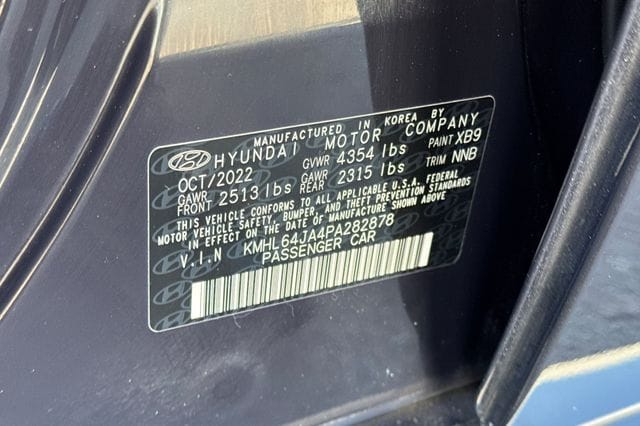 MANUFACTURED IN KOREA BY
HYUNDAI MOTOR COMPANY
OCT/2022 GVWR 4354 lbs PAINT XB9
GAWR FRONT 2513 lbs GAWR REAR 2315 lbs TRIM NNB
THIS VEHICLE CONFORMS TO ALL APPLICABLE U.S.A. FEDERAL
MOTOR VEHICLE SAFETY, BUMPER, AND THEFT PREVENTION STANDARDS
IN EFFECT ON THE DATE OF MANUFACTURE SHOWN ABOVE.
V.I.N KMHL64JA4PA282878
PASSENGER CAR